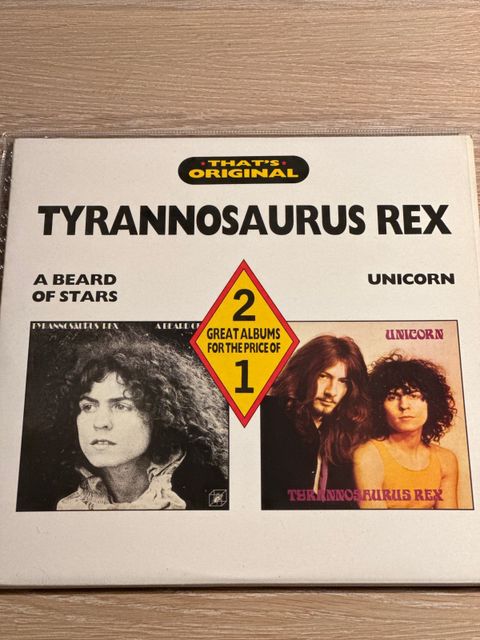 THAT'S
ORIGINAL
TYRANNOSAURUS REX
A BEARD
OF STARS
UNICORN
2
GREAT ALBUMS
FOR THE PRICE OF
1
TYRANNOSAURUS REX
A BEARD
UNICORN
TYRANNOSAURUS REX